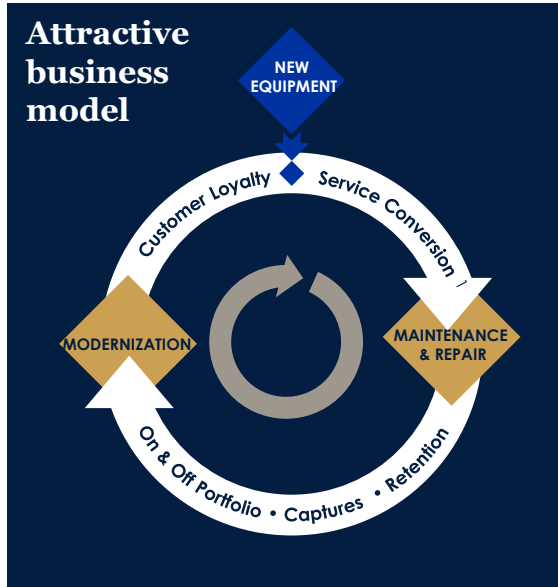 Attractive
business
model
NEW
EQUIPMENT
Customer Loyalty
Service Conversion 1
MODERNIZATION
MAINTENANCE
& REPAIR
On & Off Portfolio • Captures • Retention